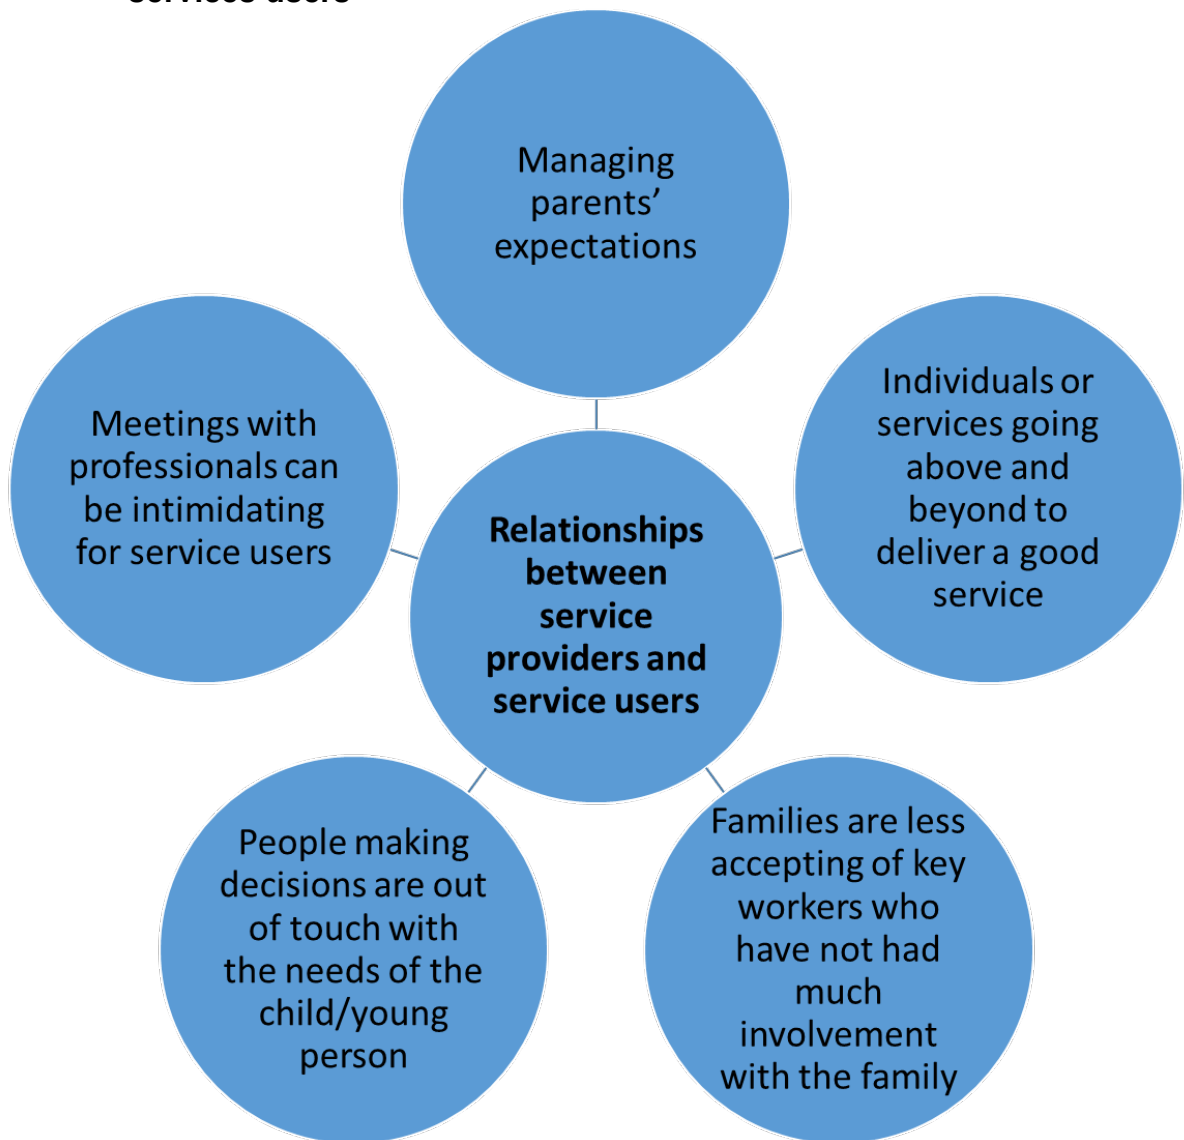 services users
Managing
parents’
expectations
Individuals or
services going
above and
beyond to
deliver a good
service
Meetings with
professionals can
be intimidating
for service users
Relationships
between
service
providers and
service users
People making
decisions are out
of touch with
the needs of the
child/young
person
Families are less
accepting of key
workers who
have not had
much
involvement
with the family